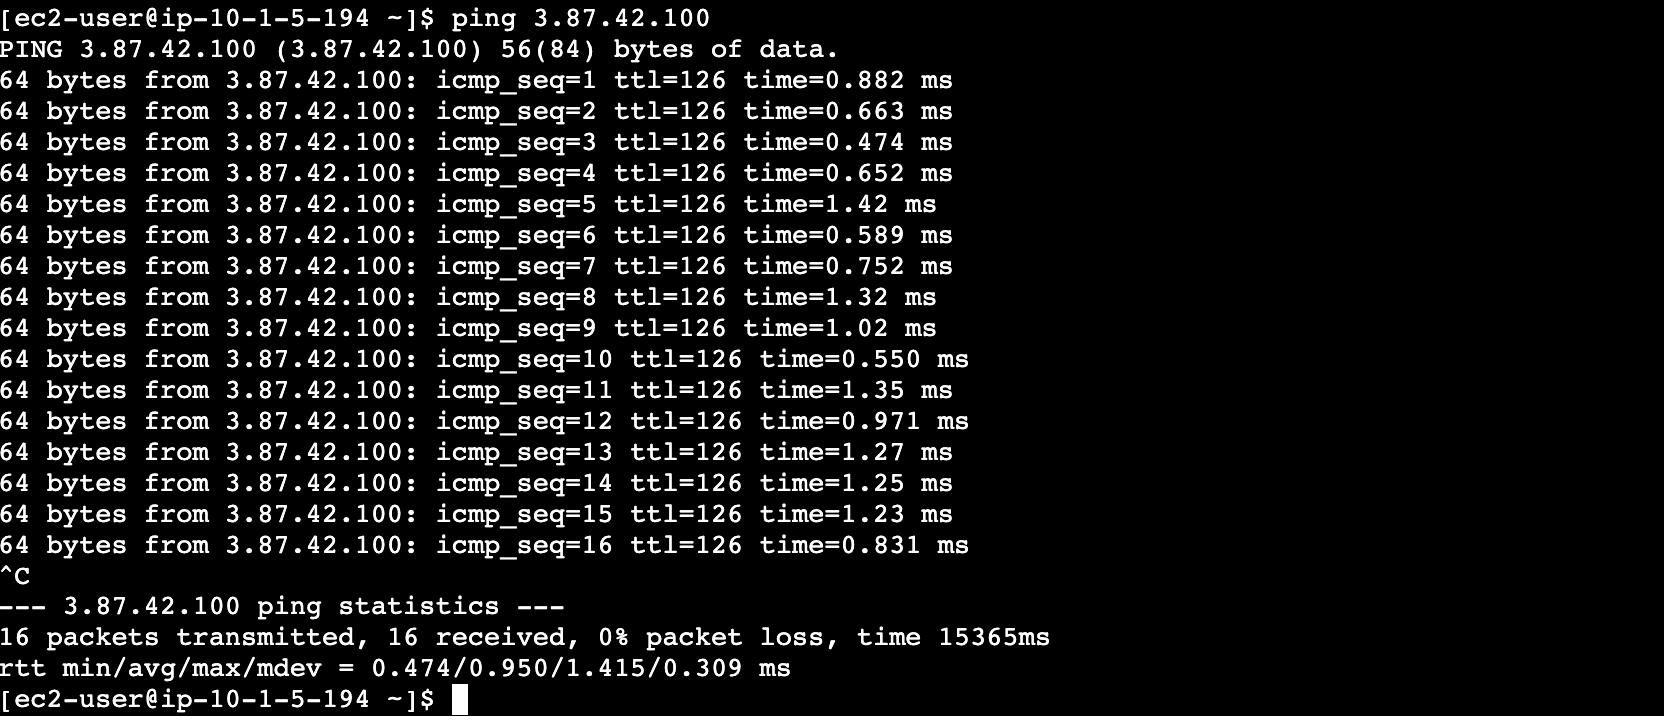 [ec2-user@ip-10-1-5-194 ~]$ ping 3.87.42.100
PING 3.87.42.100 (3.87.42.100) 56(84) bytes of data.
64 bytes from 3.87.42.100: icmp_seq=1 ttl=126 time=0.882 ms
64 bytes from 3.87.42.100: icmp_seq=2 ttl=126 time=0.663 ms
64 bytes from 3.87.42.100: icmp_seq=3 ttl=126 time=0.474 ms
64 bytes from 3.87.42.100: icmp_seq=4 ttl=126 time=0.652 ms
64 bytes from 3.87.42.100: icmp_seq=5 ttl=126 time=1.42 ms
64 bytes from 3.87.42.100: icmp_seq=6 ttl=126 time=0.589 ms
64 bytes from 3.87.42.100: icmp_seq=7 ttl=126 time=0.752 ms
64 bytes from 3.87.42.100: icmp_seq=8 ttl=126 time=1.32 ms
64 bytes from 3.87.42.100: icmp_seq=9 ttl=126 time=1.02 ms
64 bytes from 3.87.42.100: icmp_seq=10 ttl=126 time=0.550 ms
64 bytes from 3.87.42.100: icmp_seq=11 ttl=126 time=1.35 ms
64 bytes from 3.87.42.100: icmp_seq=12 ttl=126 time=0.971 ms
64 bytes from 3.87.42.100: icmp_seq=13 ttl=126 time=1.27 ms
64 bytes from 3.87.42.100: icmp_seq=14 ttl=126 time=1.25 ms
64 bytes from 3.87.42.100: icmp_seq=15 ttl=126 time=1.23 ms
64 bytes from 3.87.42.100: icmp_seq=16 ttl=126 time=0.831 ms
^C
--- 3.87.42.100 ping statistics ---
16 packets transmitted, 16 received, 0% packet loss, time 15365ms
rtt min/avg/max/mdev = 0.474/0.950/1.415/0.309 ms
[ec2-user@ip-10-1-5-194 ~]$